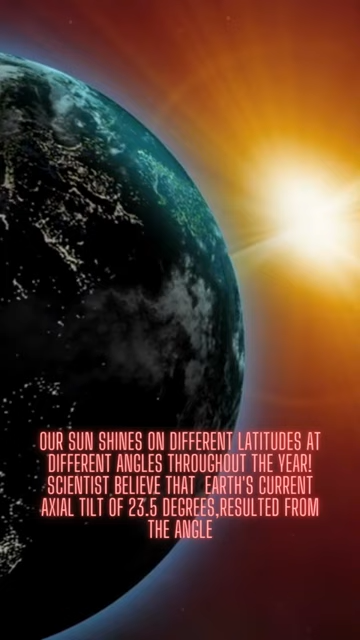 OUR SUN SHINES ON DIFFERENT LATITUDES AT
DIFFERENT ANGLES THROUGHOUT THE YEAR!
SCIENTIST BELIEVE THAT EARTH'S CURRENT
AXIAL TILT OF 23.5 DEGREES,RESULTED FROM
THE ANGLE